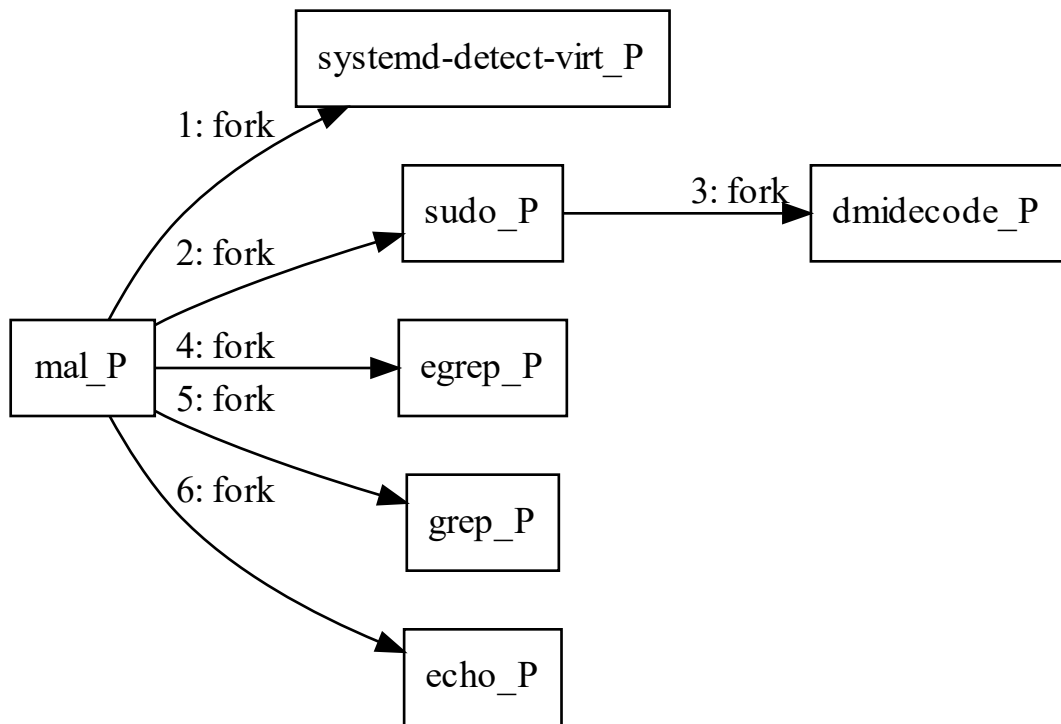 systemd-detect-virt_P
1: fork
sudo_P
3: fork
dmidecode_P
2: fork
mal_P
4: fork
egrep_P
5: fork
grep_P
6: fork
echo_P